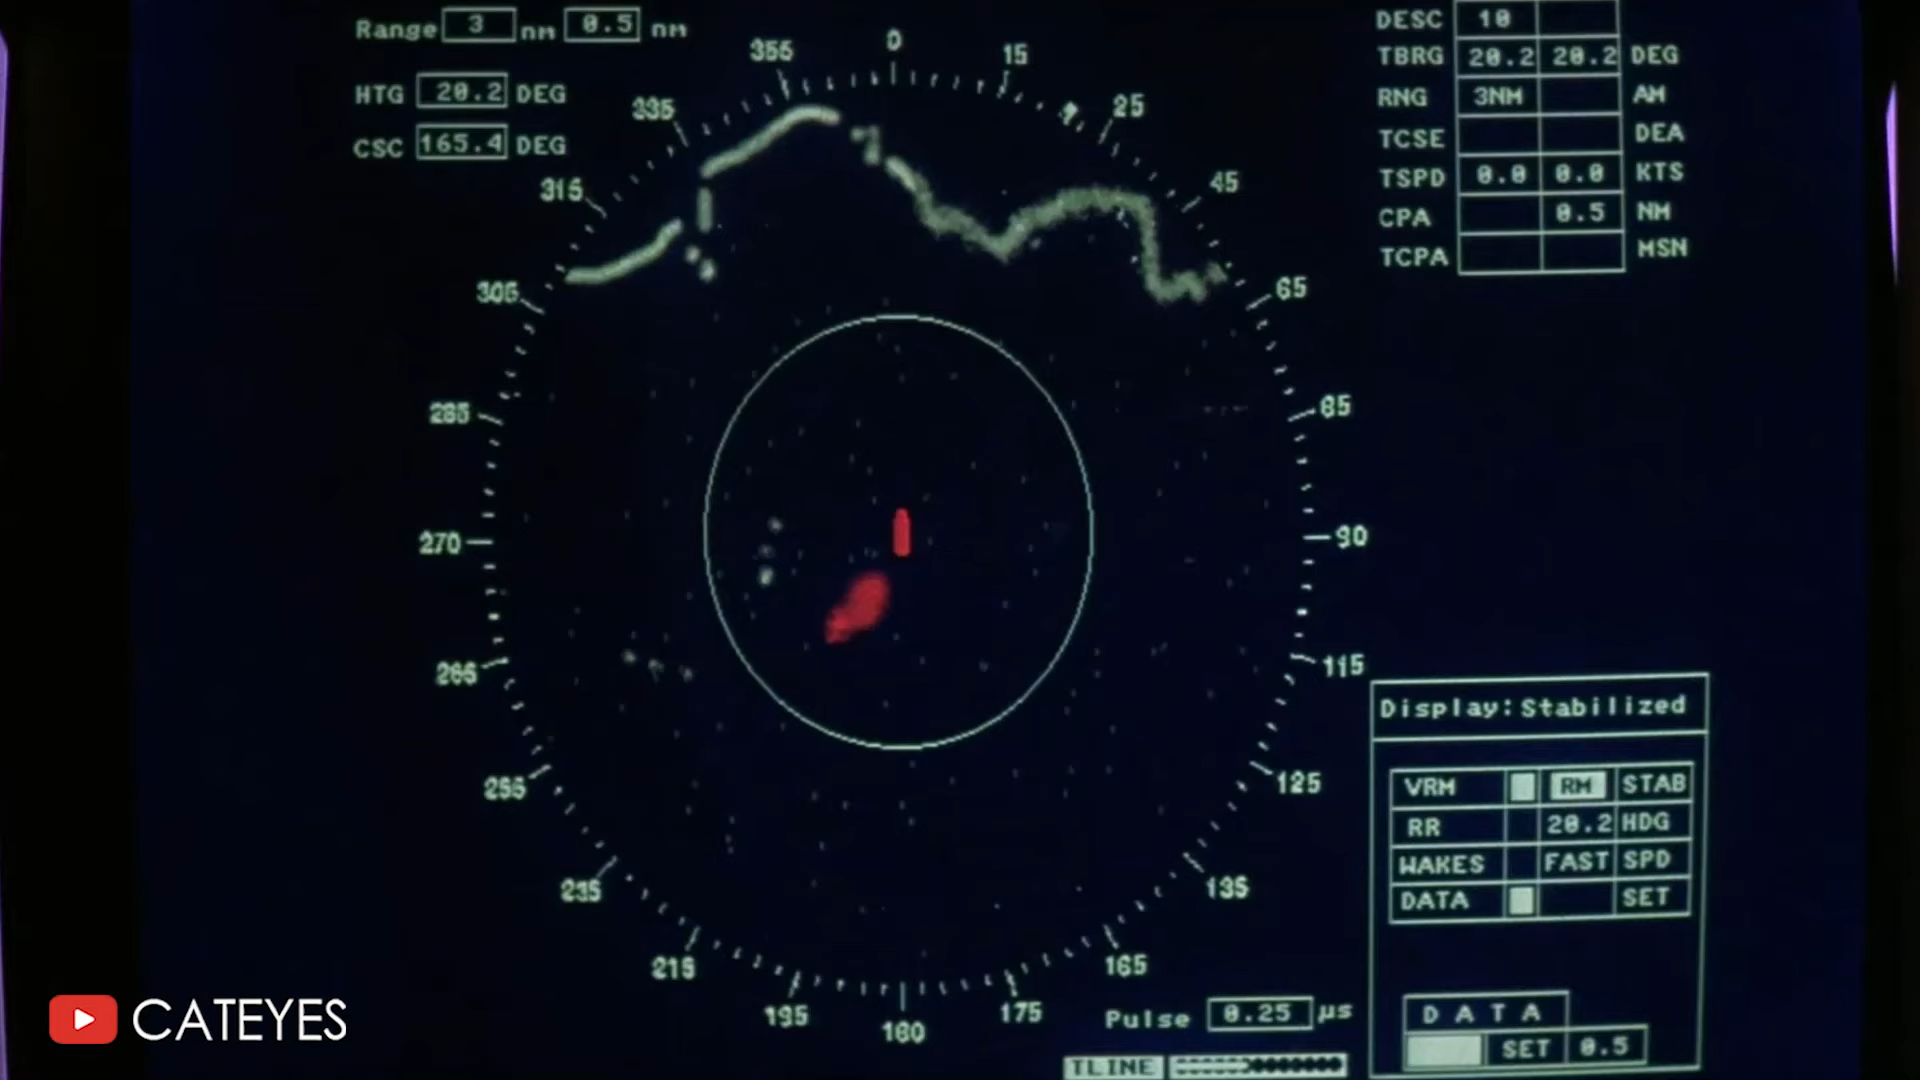 Range 3 nm 0.5 nm
HTG 20.2 DEG
CSC 165.4 DEG
DESC 10
TBRG 20.2 20.2 DEG
RNG 3NM AM
TCSE DEA
TSPD 0.0 0.0 KTS
CPA 0.5 NM
TCPA MSN
0
15
25
45
65
85
90
115
125
135
165
175
180
195
215
235
255
265
270
285
305
315
335
355
Display:Stabilized
VRM RM STAB
RR 20.2 HDG
WAKES FAST SPD
DATA SET
DATA
SET 0.5
Pulse 0.25 µs
TLINE
CATEYES